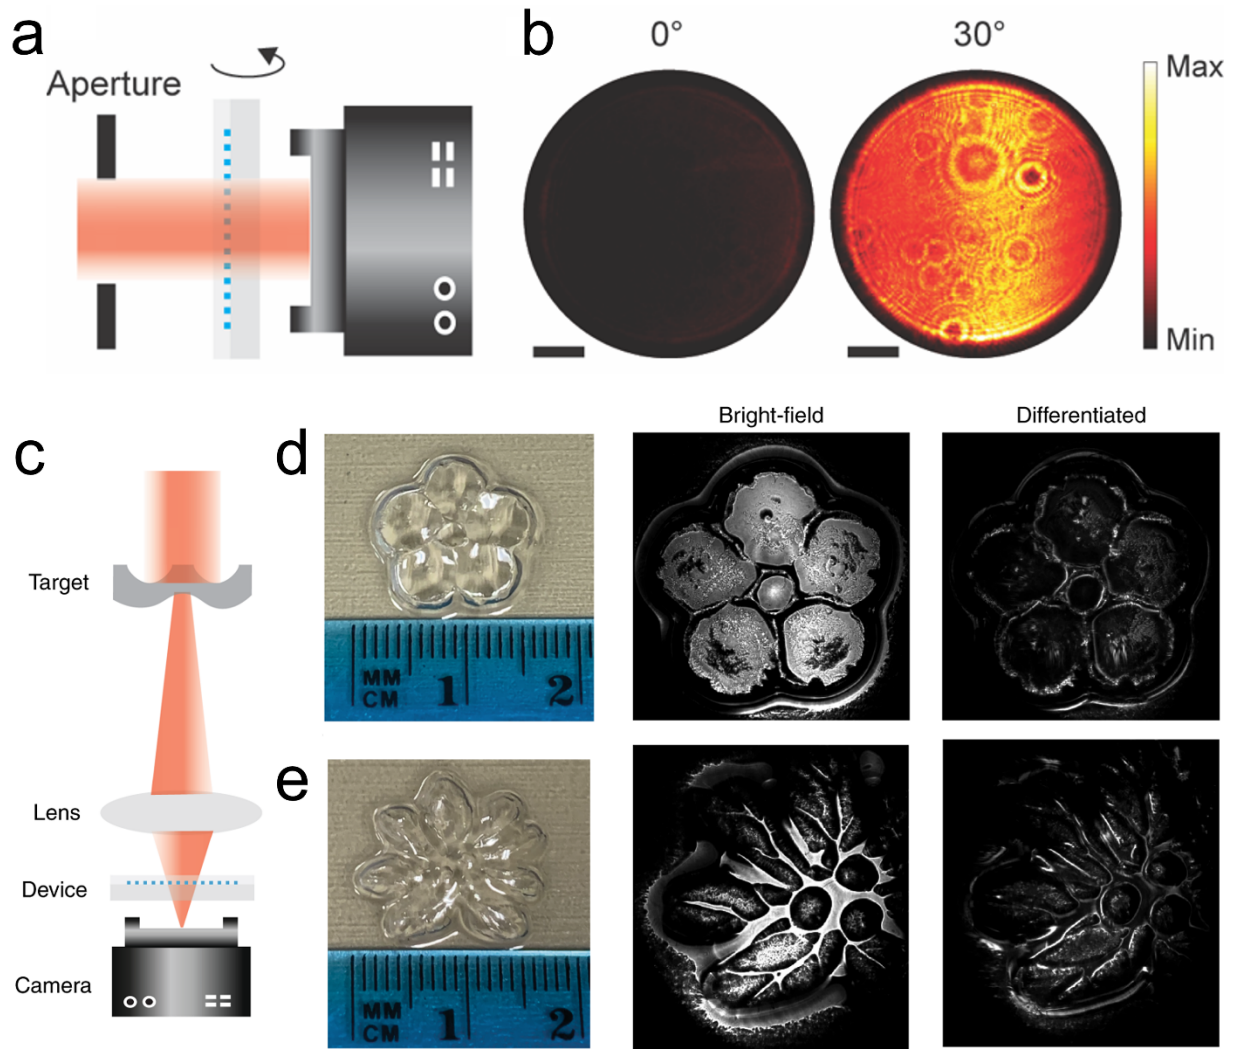 a
Aperture
b
0°
30°
Max
Min
c
Target
Lens
Device
Camera
d
Bright-field
Differentiated
MM
CM
1
2
e
MM
CM
1
2